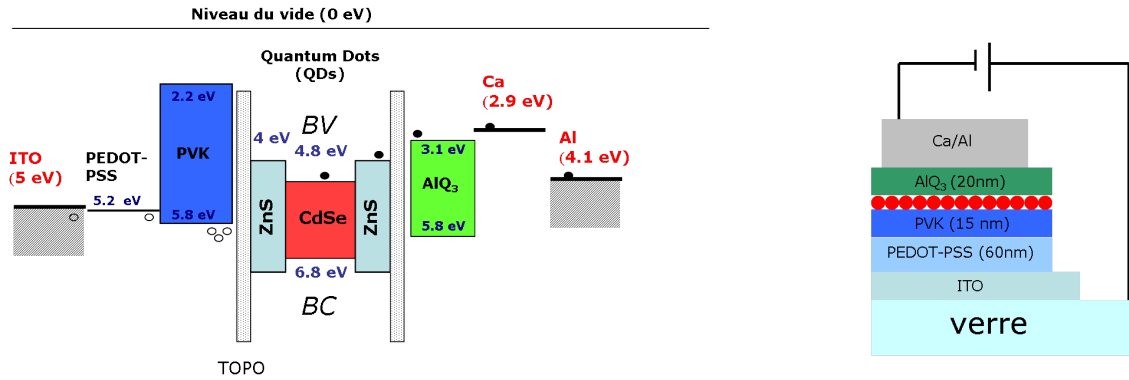 Niveau du vide (0 eV)
Quantum Dots
(QDs)
Ca
(2.9 eV)
2.2 eV
BV
4 eV
4.8 eV
Al
(4.1 eV)
ITO
(5 eV)
PEDOT-
PSS
PVK
3.1 eV
AlQ3
5.2 eV
5.8 eV
ZnS
CdSe
ZnS
5.8 eV
6.8 eV
BC
TOPO
Ca/Al
AlQ3 (20nm)
PVK (15 nm)
PEDOT-PSS (60nm)
ITO
verre